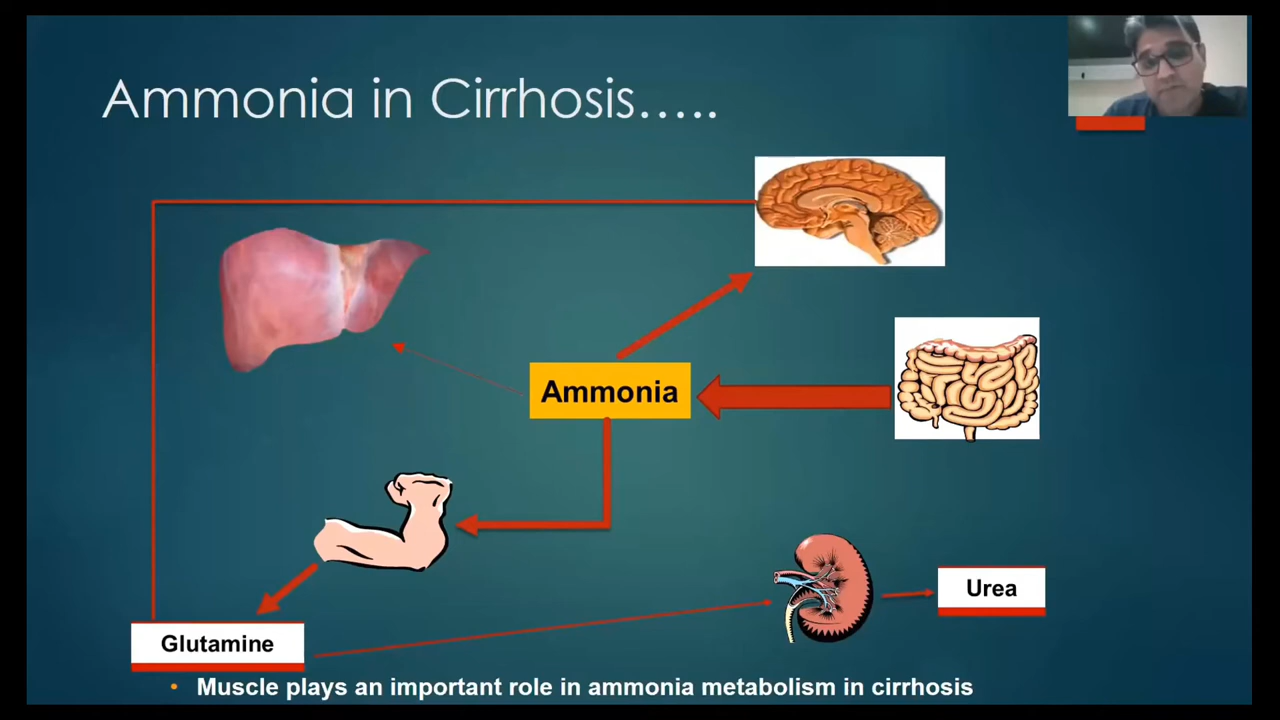 Ammonia in Cirrhosis…..
Ammonia
Urea
Glutamine
• Muscle plays an important role in ammonia metabolism in cirrhosis